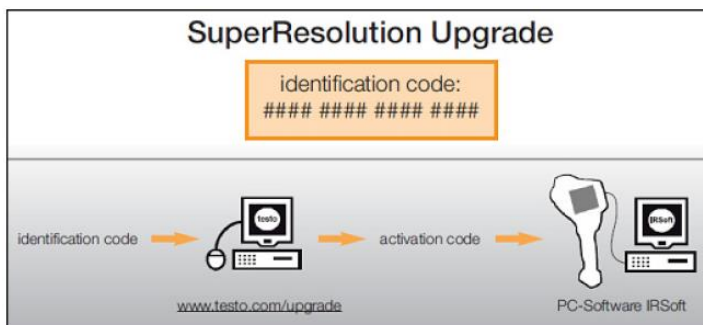 SuperResolution Upgrade
identification code:
#### #### #### ####
identification code
testo
activation code
IRSoft
www.testo.com/upgrade
PC-Software IRSoft